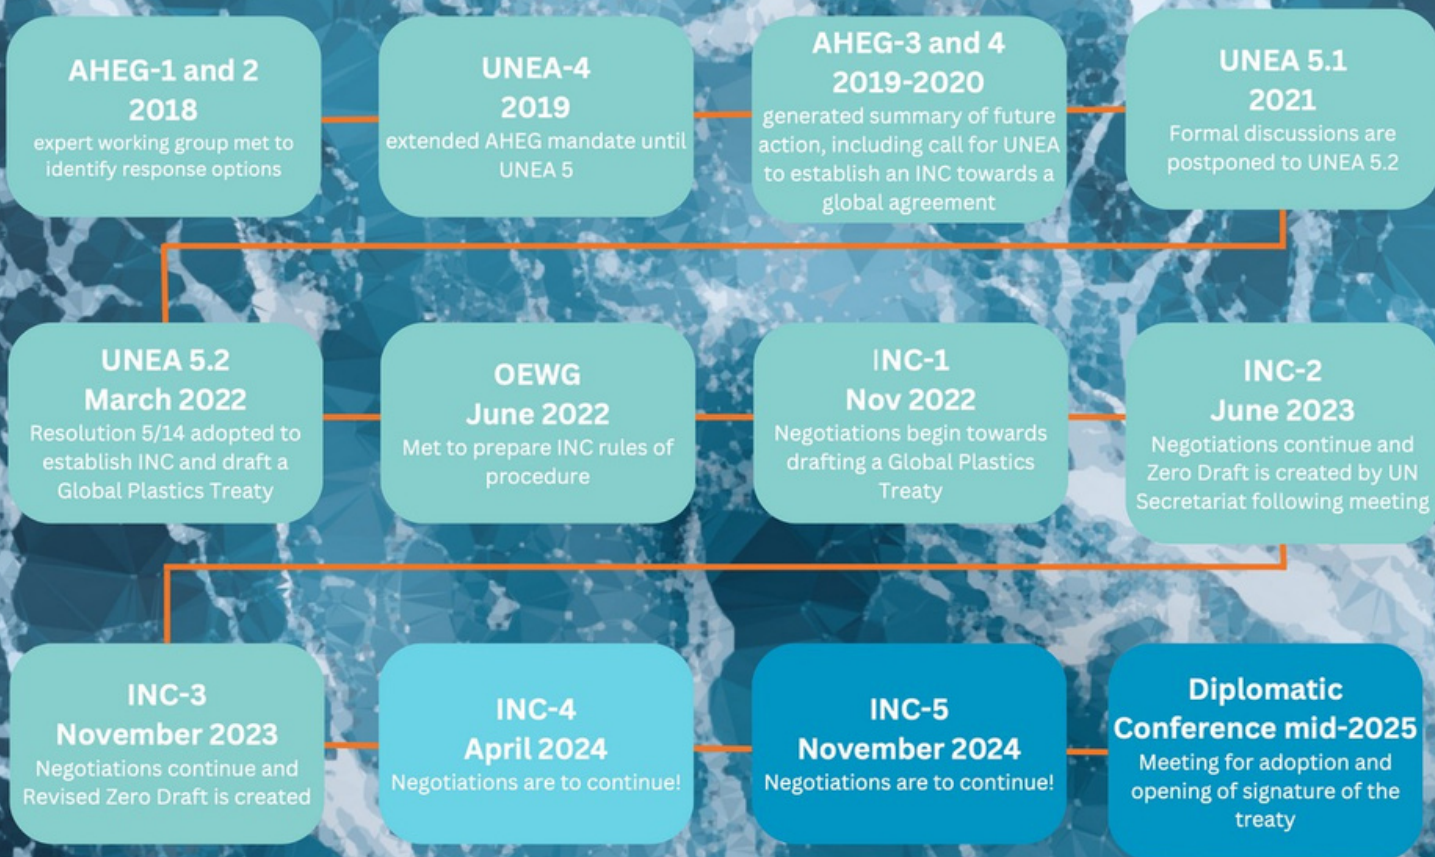 AHEG-1 and 2
2018
expert working group met to
identify response options
UNEA-4
2019
extended AHEG mandate until
UNEA 5
AHEG-3 and 4
2019-2020
generated summary of future
action, including call for UNEA
to establish an INC towards a
global agreement
UNEA 5.1
2021
Formal discussions are
postponed to UNEA 5.2
UNEA 5.2
March 2022
Resolution 5/14 adopted to
establish INC and draft a
Global Plastics Treaty
OEWG
June 2022
Met to prepare INC rules of
procedure
INC-1
Nov 2022
Negotiations begin towards
drafting a Global Plastics
Treaty
INC-2
June 2023
Negotiations continue and
Zero Draft is created by UN
Secretariat following meeting
INC-3
November 2023
Negotiations continue and
Revised Zero Draft is created
INC-4
April 2024
Negotiations are to continue!
INC-5
November 2024
Negotiations are to continue!
Diplomatic
Conference mid-2025
Meeting for adoption and
opening of signature of the
treaty